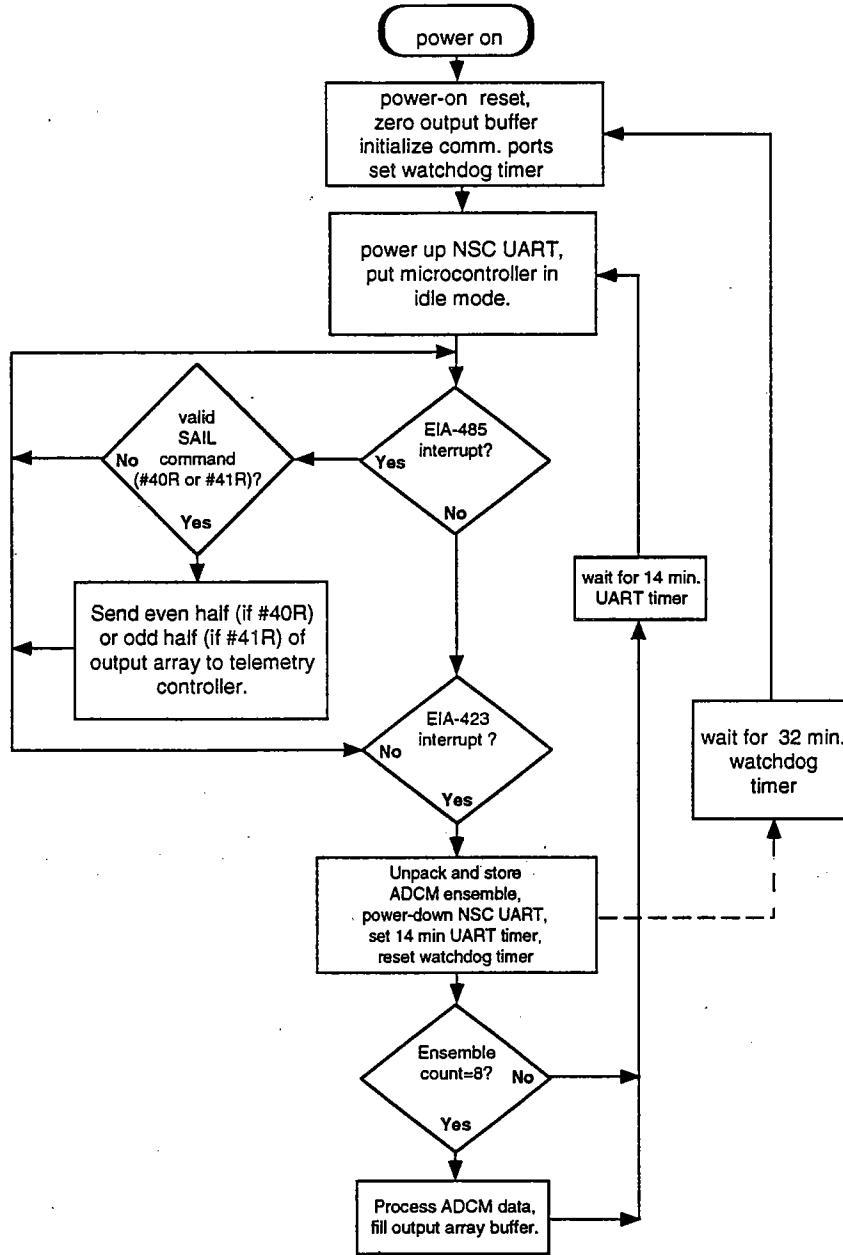 power on
power-on reset,
zero output buffer
initialize comm. ports
set watchdog timer
power up NSC UART,
put microcontroller in
idle mode.
EIA-485
interrupt?
Yes
No
valid
SAIL
command
(#40R or #41R)?
No
Yes
Send even half (if #40R)
or odd half (if #41R) of
output array to telemetry
controller.
wait for 14 min.
UART timer
wait for 32 min.
watchdog
timer
EIA-423
interrupt ?
No
Yes
Unpack and store
ADCM ensemble,
power-down NSC UART,
set 14 min UART timer,
reset watchdog timer
Ensemble
count=8?
No
Yes
Process ADCM data,
fill output array buffer.